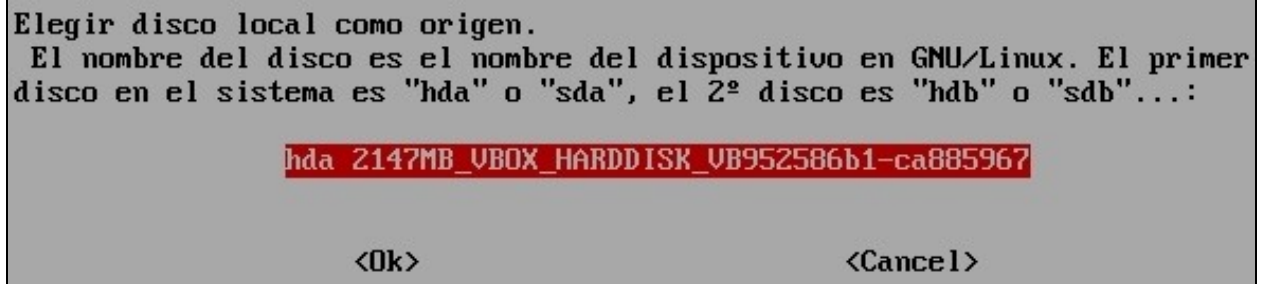 Elegir disco local como origen.
El nombre del disco es el nombre del dispositivo en GNU/Linux. El primer
disco en el sistema es "hda" o "sda", el 2º disco es "hdb" o "sdb"...:
hda 2147MB_VBOX_HARDDISK_VB952586b1-ca885967
<Ok> <Cancel>